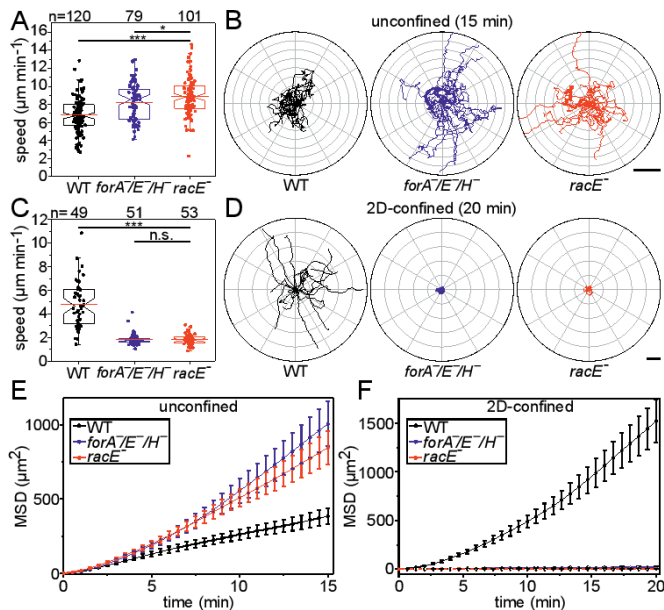 A
n=120 79 101
*
***
speed (µm min-1)
16
14
12
10
8
6
4
2
0
WT forA⁻/E⁻/H⁻ racE⁻
B
unconfined (15 min)
WT forA⁻/E⁻/H⁻ racE⁻
C
n= 49 51 53
***
n.s.
speed (µm min-1)
12
10
8
6
4
2
0
WT forA⁻/E⁻/H⁻ racE⁻
D
2D-confined (20 min)
WT forA⁻/E⁻/H⁻ racE⁻
E
unconfined
WT
forA⁻/E⁻/H⁻
racE⁻
MSD (µm²)
1000
500
0
0 5 10 15
time (min)
F
2D-confined
WT
forA⁻/E⁻/H⁻
racE⁻
MSD (µm²)
1500
1000
500
0
0 5 10 15 20
time (min)